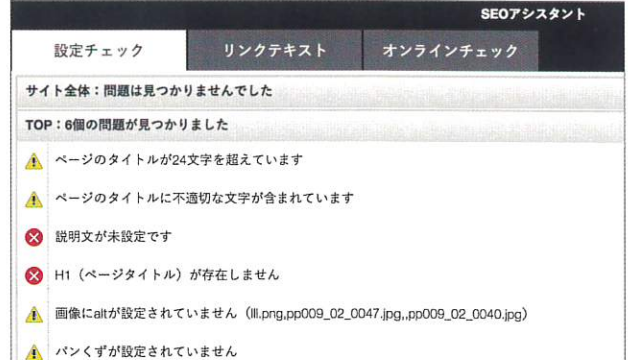 SEOアシスタント
設定チェック リンクテキスト オンラインチェック
サイト全体：問題は見つかりませんでした
TOP：6個の問題が見つかりました
ページのタイトルが24文字を超えています
ページのタイトルに不適切な文字が含まれています
説明文が未設定です
H1（ページタイトル）が存在しません
画像にaltが設定されていません（lll.png,pp009_02_0047.jpg,,pp009_02_0040.jpg）
パンくずが設定されていません